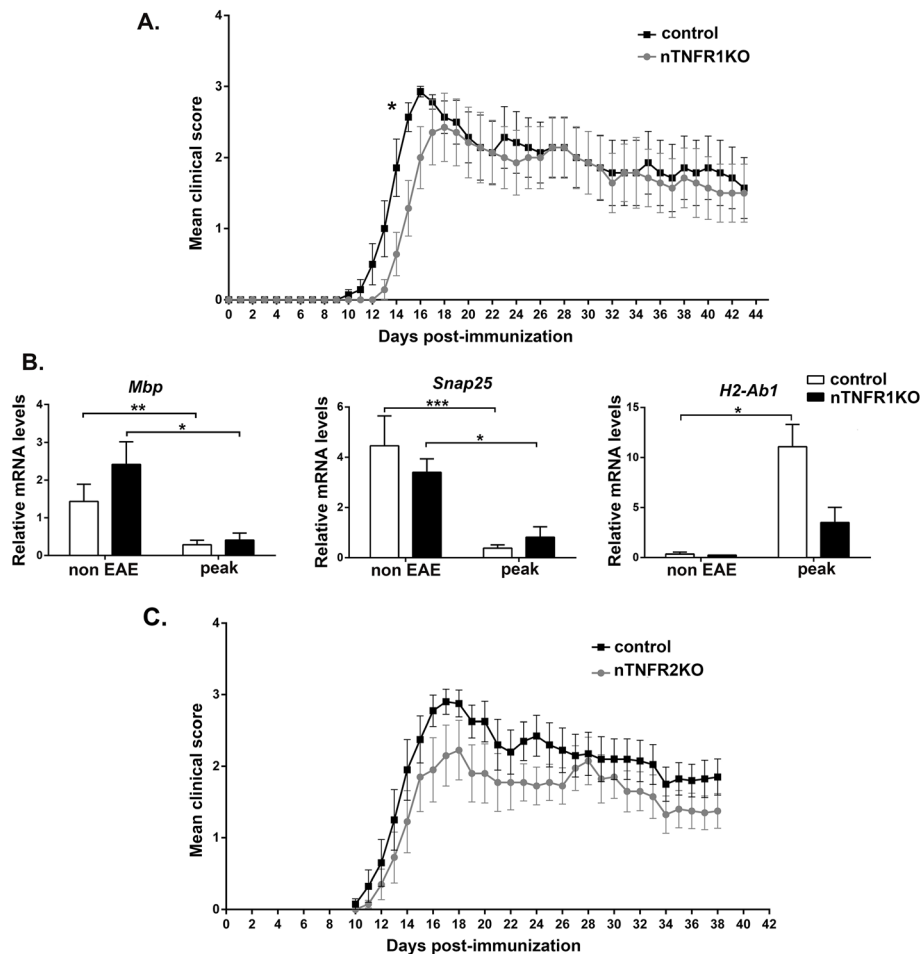 A.
control
nTNFR1KO
4
3
2
1
0
*
Mean clinical score
0 2 4 6 8 10 12 14 16 18 20 22 24 26 28 30 32 34 36 38 40 42 44
Days post-immunization
B.
Mbp
Relative mRNA levels
4
3
2
1
0
**
*
non EAE peak
Snap25
Relative mRNA levels
6
4
2
0
***
*
non EAE peak
H2-Ab1
Relative mRNA levels
15
10
5
0
*
non EAE peak
control
nTNFR1KO
C.
control
nTNFR2KO
4
3
2
1
0
Mean clinical score
0 2 4 6 8 10 12 14 16 18 20 22 24 26 28 30 32 34 36 38 40 42
Days post-immunization